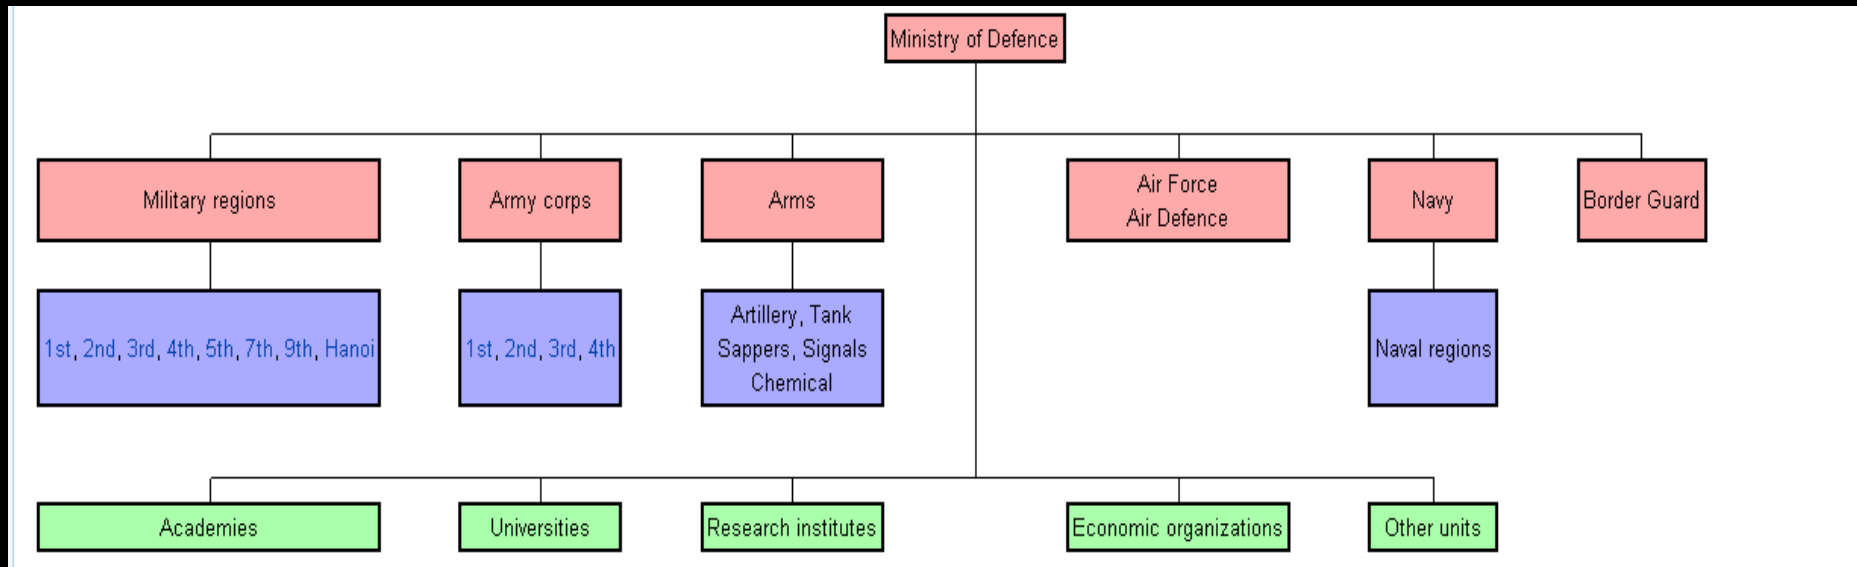 Ministry of Defence
Military regions
Army corps
Arms
Air Force
Air Defence
Navy
Border Guard
1st, 2nd, 3rd, 4th, 5th, 7th, 9th, Hanoi
1st, 2nd, 3rd, 4th
Artillery, Tank
Sappers, Signals
Chemical
Naval regions
Academies
Universities
Research institutes
Economic organizations
Other units